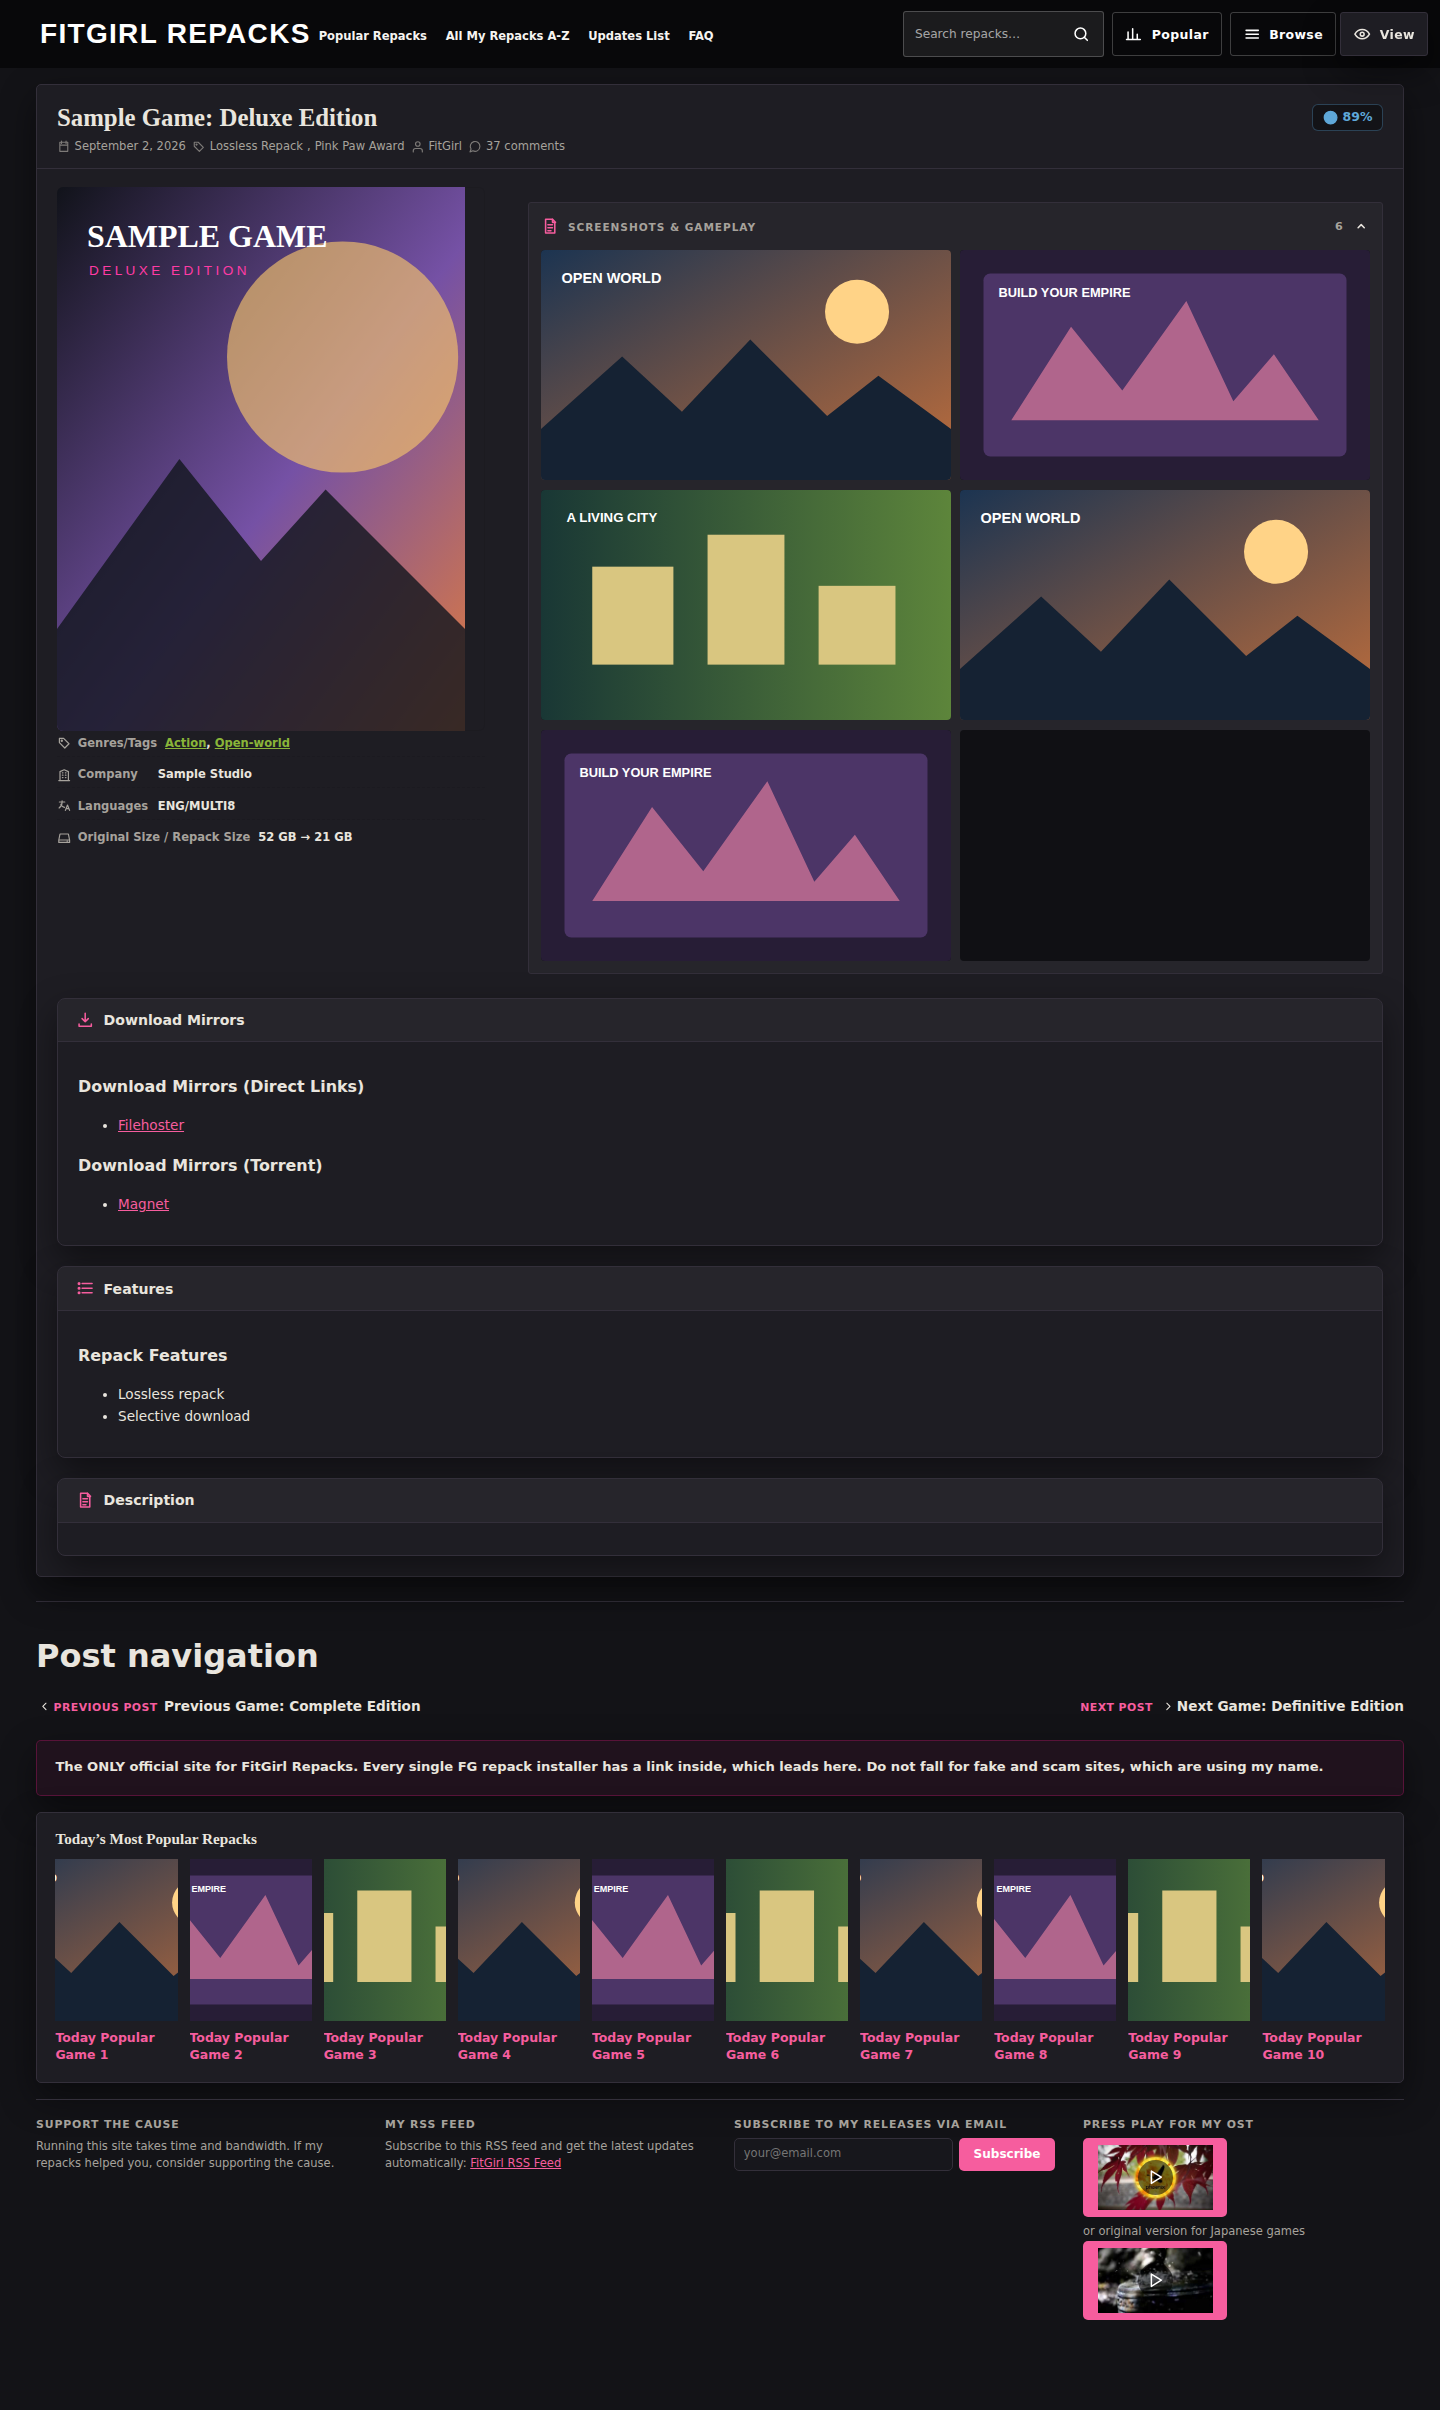 FITGIRL REPACKS
Popular Repacks
All My Repacks A-Z
Updates List
FAQ
Search repacks...
Popular
Browse
View
Sample Game: Deluxe Edition
89%
September 2, 2026
Lossless Repack , Pink Paw Award
FitGirl
37 comments
SAMPLE GAME
DELUXE EDITION
Genres/Tags Action, Open-world
Company Sample Studio
Languages ENG/MULTI8
Original Size / Repack Size 52 GB → 21 GB
SCREENSHOTS & GAMEPLAY
6
OPEN WORLD
BUILD YOUR EMPIRE
A LIVING CITY
OPEN WORLD
BUILD YOUR EMPIRE
Download Mirrors
Download Mirrors (Direct Links)
• Filehoster
Download Mirrors (Torrent)
• Magnet
Features
Repack Features
• Lossless repack
• Selective download
Description
Post navigation
PREVIOUS POST Previous Game: Complete Edition
NEXT POST Next Game: Definitive Edition
The ONLY official site for FitGirl Repacks. Every single FG repack installer has a link inside, which leads here. Do not fall for fake and scam sites, which are using my name.
Today’s Most Popular Repacks
EMPIRE
EMPIRE
EMPIRE
Today Popular
Game 1
Today Popular
Game 2
Today Popular
Game 3
Today Popular
Game 4
Today Popular
Game 5
Today Popular
Game 6
Today Popular
Game 7
Today Popular
Game 8
Today Popular
Game 9
Today Popular
Game 10
SUPPORT THE CAUSE
Running this site takes time and bandwidth. If my
repacks helped you, consider supporting the cause.
MY RSS FEED
Subscribe to this RSS feed and get the latest updates
automatically: FitGirl RSS Feed
SUBSCRIBE TO MY RELEASES VIA EMAIL
your@email.com
Subscribe
PRESS PLAY FOR MY OST
or original version for Japanese games